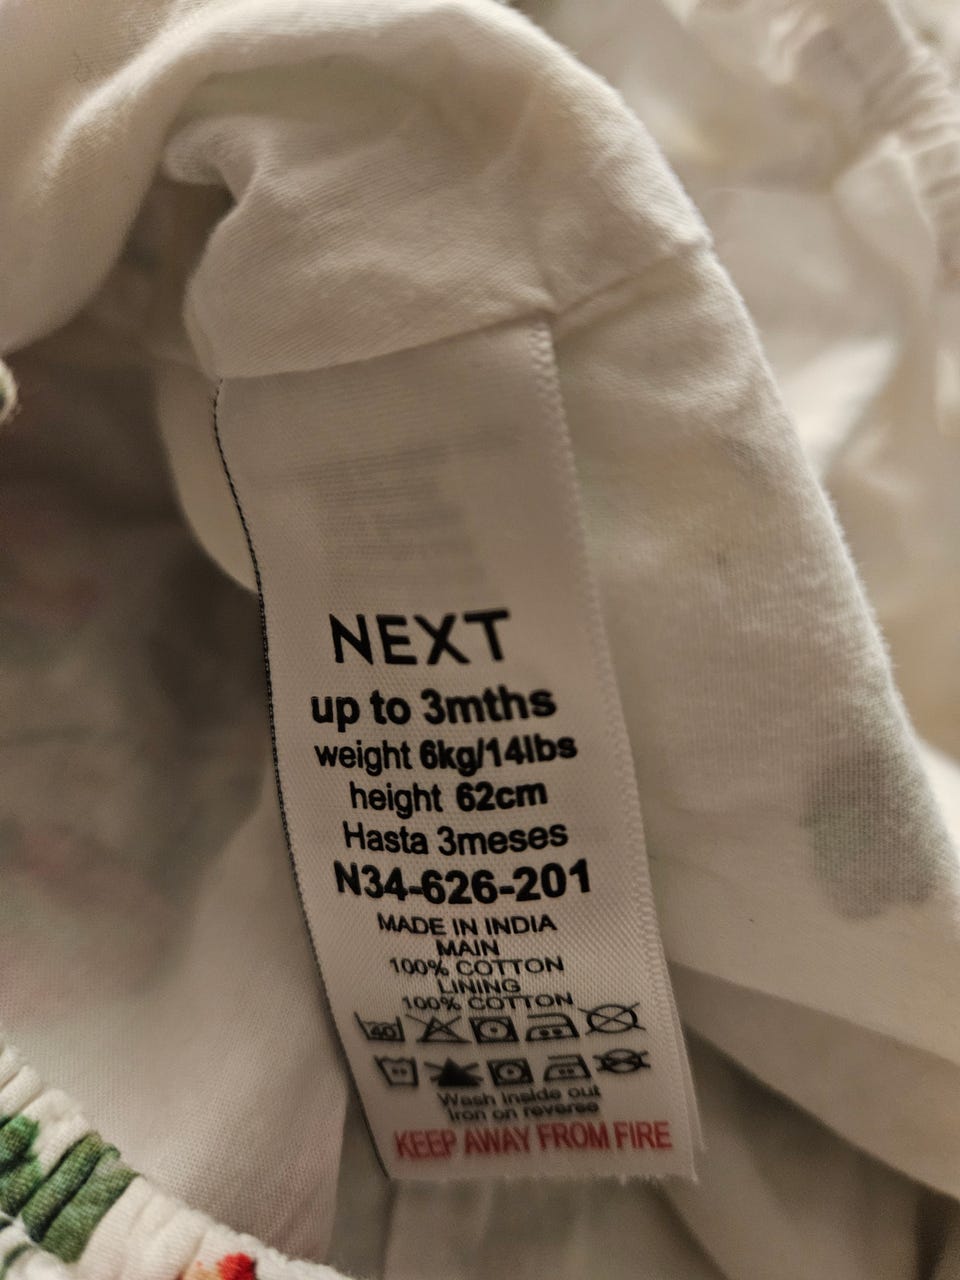 NEXT
up to 3mths
weight 6kg/14lbs
height 62cm
Hasta 3meses
N34-626-201
MADE IN INDIA
MAIN
100% COTTON
LINING
100% COTTON
40
Wash inside out
Iron on reverse
KEEP AWAY FROM FIRE